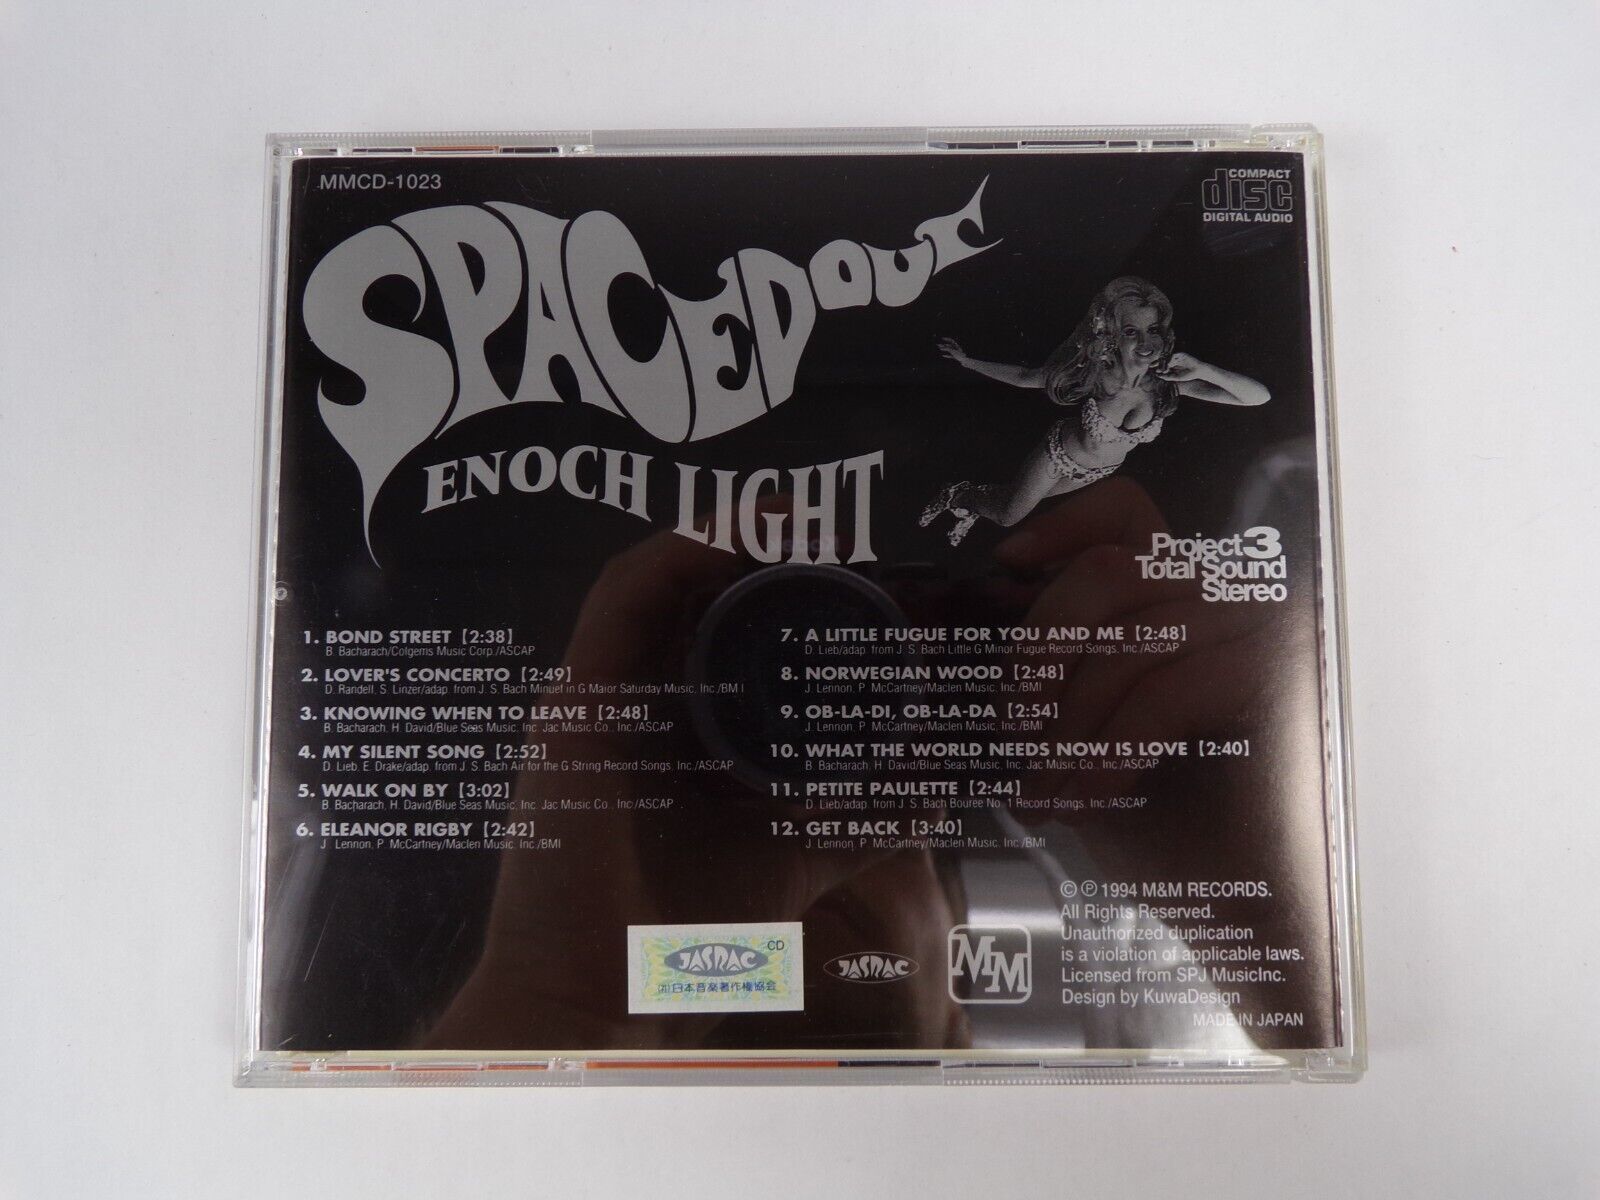 MMCD-1023
COMPACT
disc
DIGITAL AUDIO
SPACED OUT
ENOCH LIGHT
Project 3
Total Sound
Stereo
1. BOND STREET [2:38]
B. Bacharach/Colgems Music Corp./ASCAP
2. LOVER'S CONCERTO [2:49]
D. Randell, S. Linzer/adap. from J. S. Bach Minuet in G Maior Saturday Music, Inc./BM I
3. KNOWING WHEN TO LEAVE [2:48]
B. Bacharach, H. David/Blue Seas Music, Inc. Jac Music Co., Inc./ASCAP
4. MY SILENT SONG [2:52]
D. Lieb, E. Drake/adap. from J. S. Bach Air for the G String Record Songs, Inc./ASCAP
5. WALK ON BY [3:02]
B. Bacharach, H. David/Blue Seas Music, Inc. Jac Music Co., Inc./ASCAP
6. ELEANOR RIGBY [2:42]
J. Lennon, P. McCartney/Maclen Music, Inc./BMI
7. A LITTLE FUGUE FOR YOU AND ME [2:48]
D. Lieb/adap. from J. S. Bach Little G Minor Fugue Record Songs, Inc./ASCAP
8. NORWEGIAN WOOD [2:48]
J. Lennon, P. McCartney/Maclen Music, Inc./BMI
9. OB-LA-DI, OB-LA-DA [2:54]
J. Lennon, P. McCartney/Maclen Music, Inc./BMI
10. WHAT THE WORLD NEEDS NOW IS LOVE [2:40]
B. Bacharach, H. David/Blue Seas Music, Inc. Jac Music Co., Inc./ASCAP
11. PETITE PAULETTE [2:44]
D. Lieb/adap. from J. S. Bach Bouree No. 1 Record Songs, Inc./ASCAP
12. GET BACK [3:40]
J. Lennon, P. McCartney/Maclen Music, Inc./BMI
© ℗ 1994 M&M RECORDS.
All Rights Reserved.
Unauthorized duplication
is a violation of applicable laws.
Licensed from SPJ MusicInc.
Design by KuwaDesign
MADE IN JAPAN
CD
JASRAC
(社)日本音楽著作権協会
JASRAC
MM